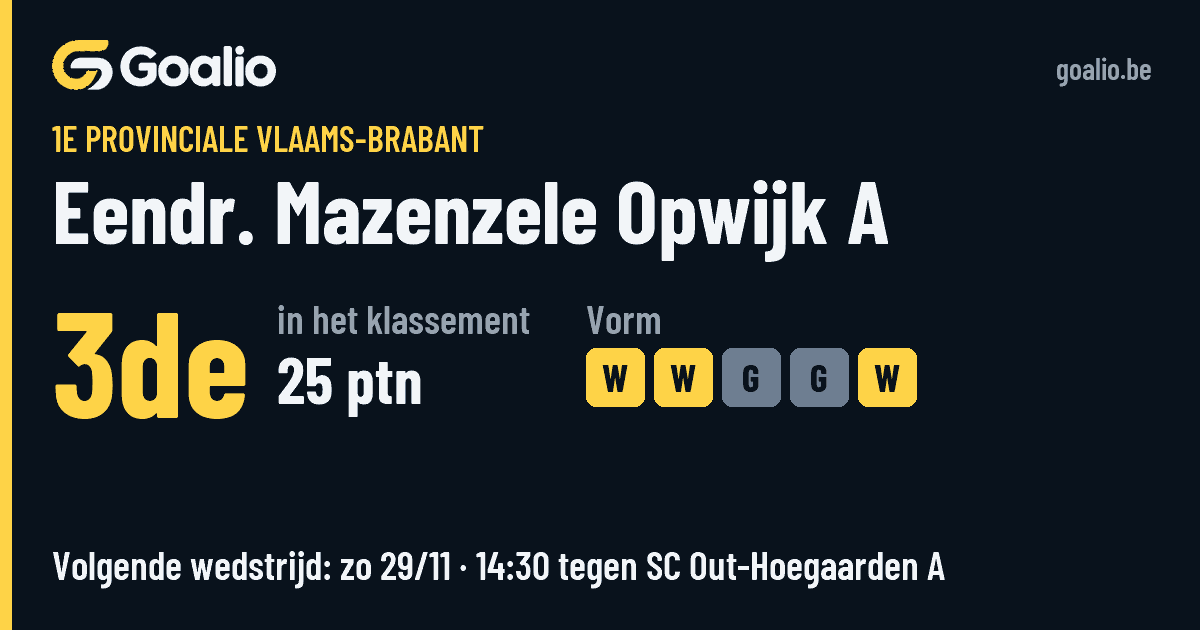 Goalio
goalio.be
1E PROVINCIALE VLAAMS-BRABANT
Eendr. Mazenzele Opwijk A
3de
in het klassement
25 ptn
Vorm
W W G G W
Volgende wedstrijd: zo 29/11 · 14:30 tegen SC Out-Hoegaarden A